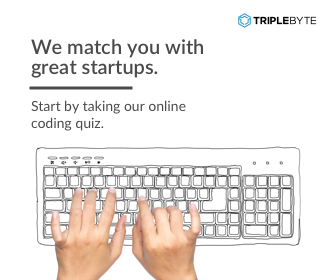 TRIPLEBYTE
We match you with
great startups.
Start by taking our online
coding quiz.